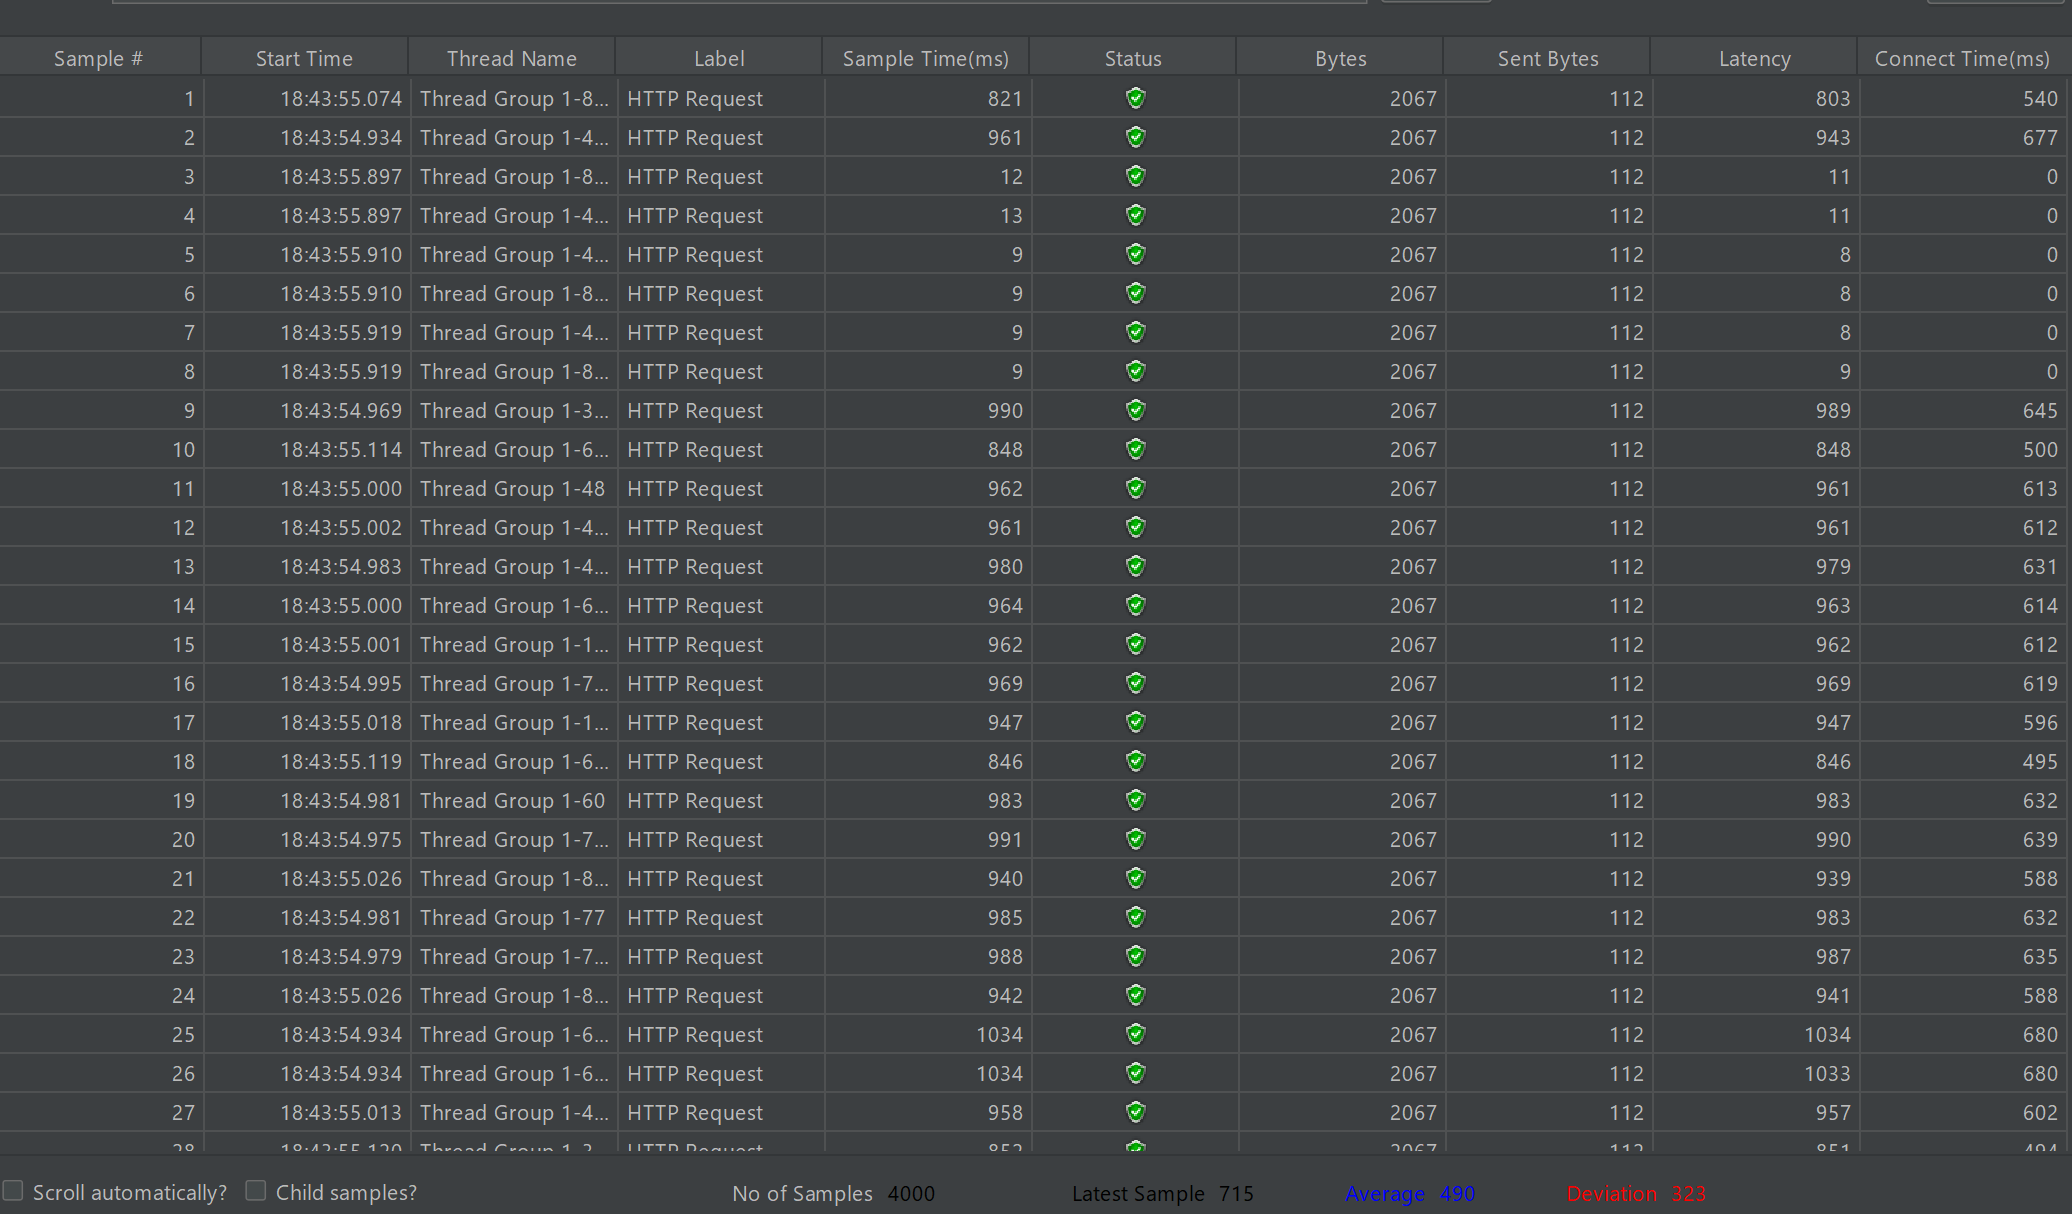 Sample # Start Time Thread Name Label Sample Time(ms) Status Bytes Sent Bytes Latency Connect Time(ms)
1 18:43:55.074 Thread Group 1-8... HTTP Request 821 2067 112 803 540
2 18:43:54.934 Thread Group 1-4... HTTP Request 961 2067 112 943 677
3 18:43:55.897 Thread Group 1-8... HTTP Request 12 2067 112 11 0
4 18:43:55.897 Thread Group 1-4... HTTP Request 13 2067 112 11 0
5 18:43:55.910 Thread Group 1-4... HTTP Request 9 2067 112 8 0
6 18:43:55.910 Thread Group 1-8... HTTP Request 9 2067 112 8 0
7 18:43:55.919 Thread Group 1-4... HTTP Request 9 2067 112 8 0
8 18:43:55.919 Thread Group 1-8... HTTP Request 9 2067 112 9 0
9 18:43:54.969 Thread Group 1-3... HTTP Request 990 2067 112 989 645
10 18:43:55.114 Thread Group 1-6... HTTP Request 848 2067 112 848 500
11 18:43:55.000 Thread Group 1-48 HTTP Request 962 2067 112 961 613
12 18:43:55.002 Thread Group 1-4... HTTP Request 961 2067 112 961 612
13 18:43:54.983 Thread Group 1-4... HTTP Request 980 2067 112 979 631
14 18:43:55.000 Thread Group 1-6... HTTP Request 964 2067 112 963 614
15 18:43:55.001 Thread Group 1-1... HTTP Request 962 2067 112 962 612
16 18:43:54.995 Thread Group 1-7... HTTP Request 969 2067 112 969 619
17 18:43:55.018 Thread Group 1-1... HTTP Request 947 2067 112 947 596
18 18:43:55.119 Thread Group 1-6... HTTP Request 846 2067 112 846 495
19 18:43:54.981 Thread Group 1-60 HTTP Request 983 2067 112 983 632
20 18:43:54.975 Thread Group 1-7... HTTP Request 991 2067 112 990 639
21 18:43:55.026 Thread Group 1-8... HTTP Request 940 2067 112 939 588
22 18:43:54.981 Thread Group 1-77 HTTP Request 985 2067 112 983 632
23 18:43:54.979 Thread Group 1-7... HTTP Request 988 2067 112 987 635
24 18:43:55.026 Thread Group 1-8... HTTP Request 942 2067 112 941 588
25 18:43:54.934 Thread Group 1-6... HTTP Request 1034 2067 112 1034 680
26 18:43:54.934 Thread Group 1-6... HTTP Request 1034 2067 112 1033 680
27 18:43:55.013 Thread Group 1-4... HTTP Request 958 2067 112 957 602
28 Thread Group HTTP Request 2067 112
Scroll automatically? Child samples? No of Samples 4000 Latest Sample 715 Average 490 Deviation 323